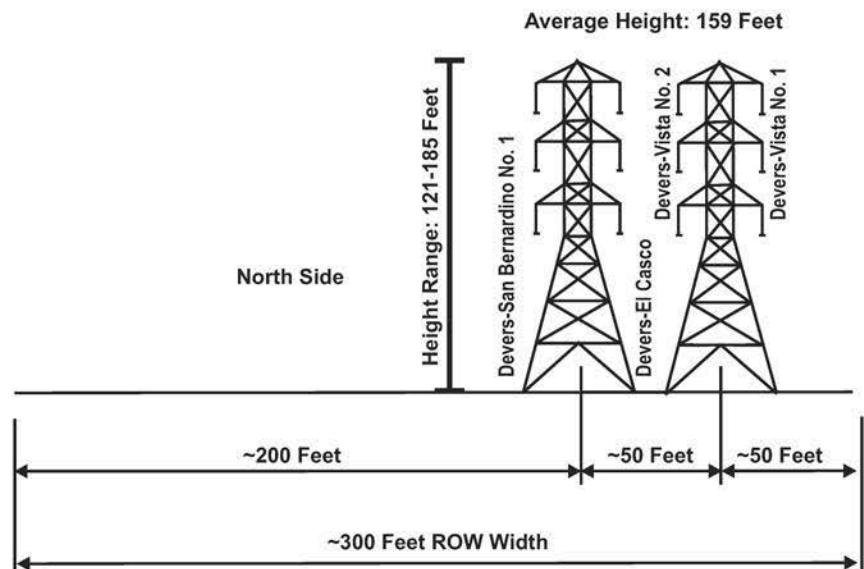 Average Height: 159 Feet
Height Range: 121-185 Feet
North Side
Devers-San Bernardino No. 1
Devers-El Casco
Devers-Vista No. 2
Devers-Vista No. 1
~200 Feet
~50 Feet
~50 Feet
~300 Feet ROW Width